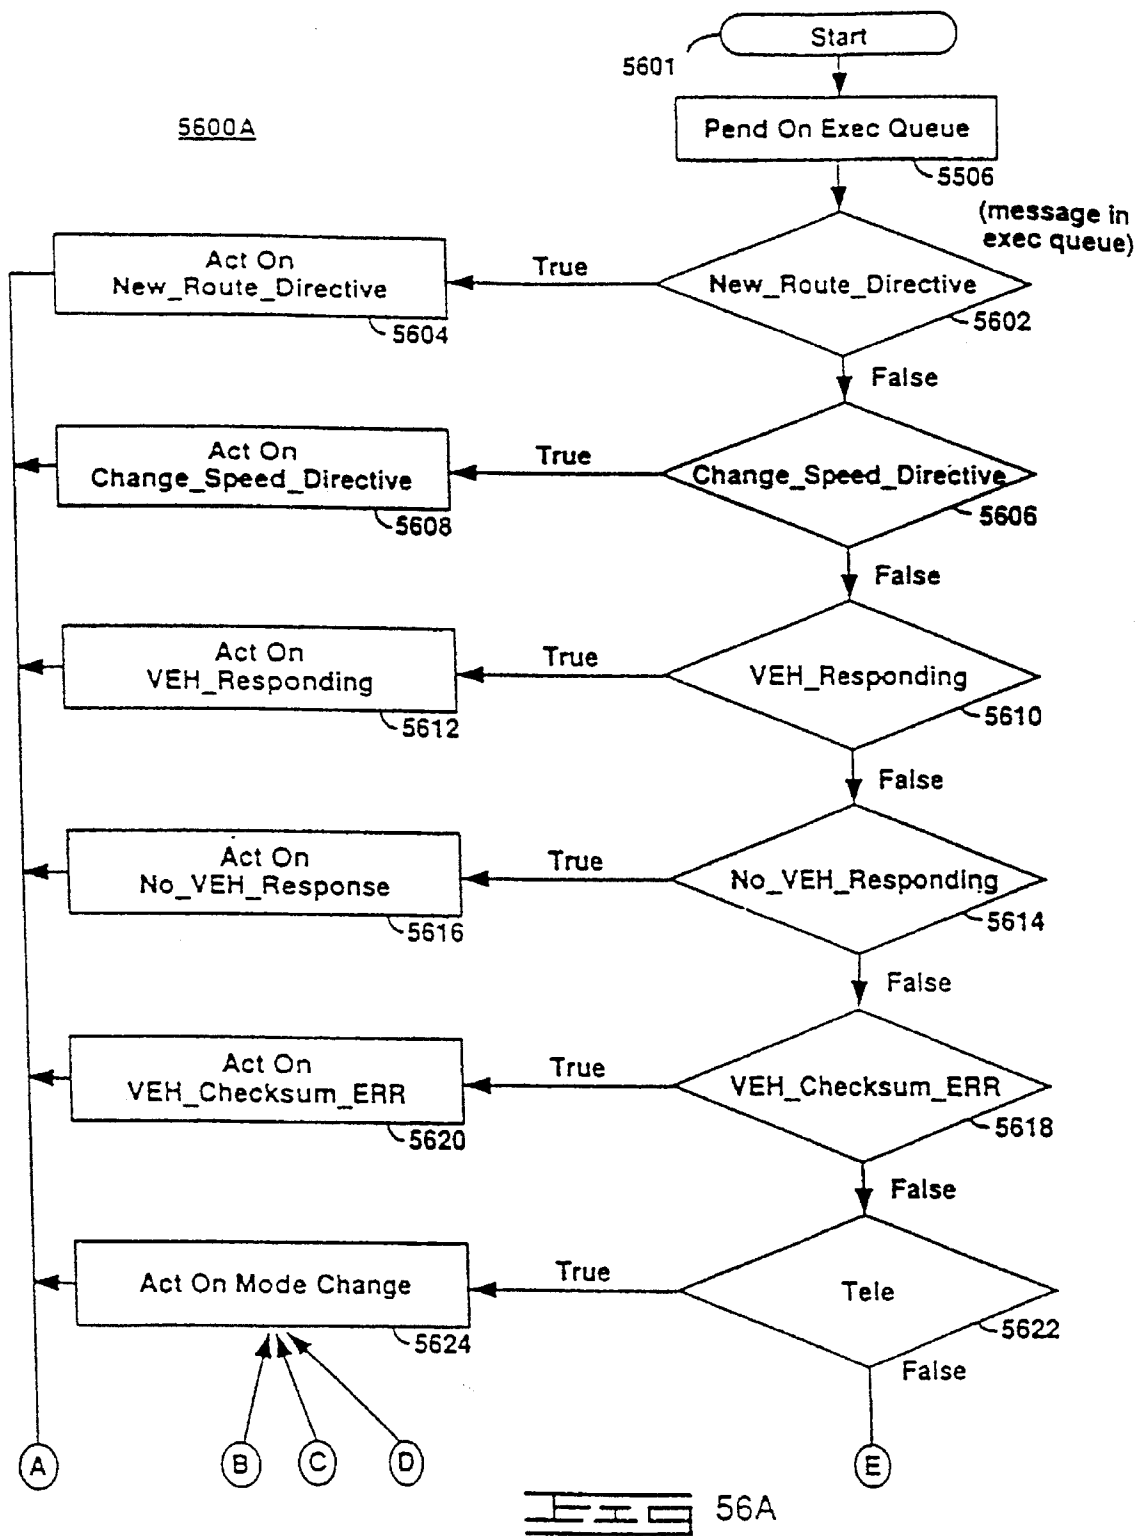 Start
5601
5600A
Pend On Exec Queue
5506
(message in
exec queue)
Act On
New_Route_Directive
5604
True
New_Route_Directive
5602
False
Act On
Change_Speed_Directive
5608
True
Change_Speed_Directive
5606
False
Act On
VEH_Responding
5612
True
VEH_Responding
5610
False
Act On
No_VEH_Response
5616
True
No_VEH_Responding
5614
False
Act On
VEH_Checksum_ERR
5620
True
VEH_Checksum_ERR
5618
False
Act On Mode Change
5624
True
Tele
5622
False
A
B
C
D
E
FIG 56A